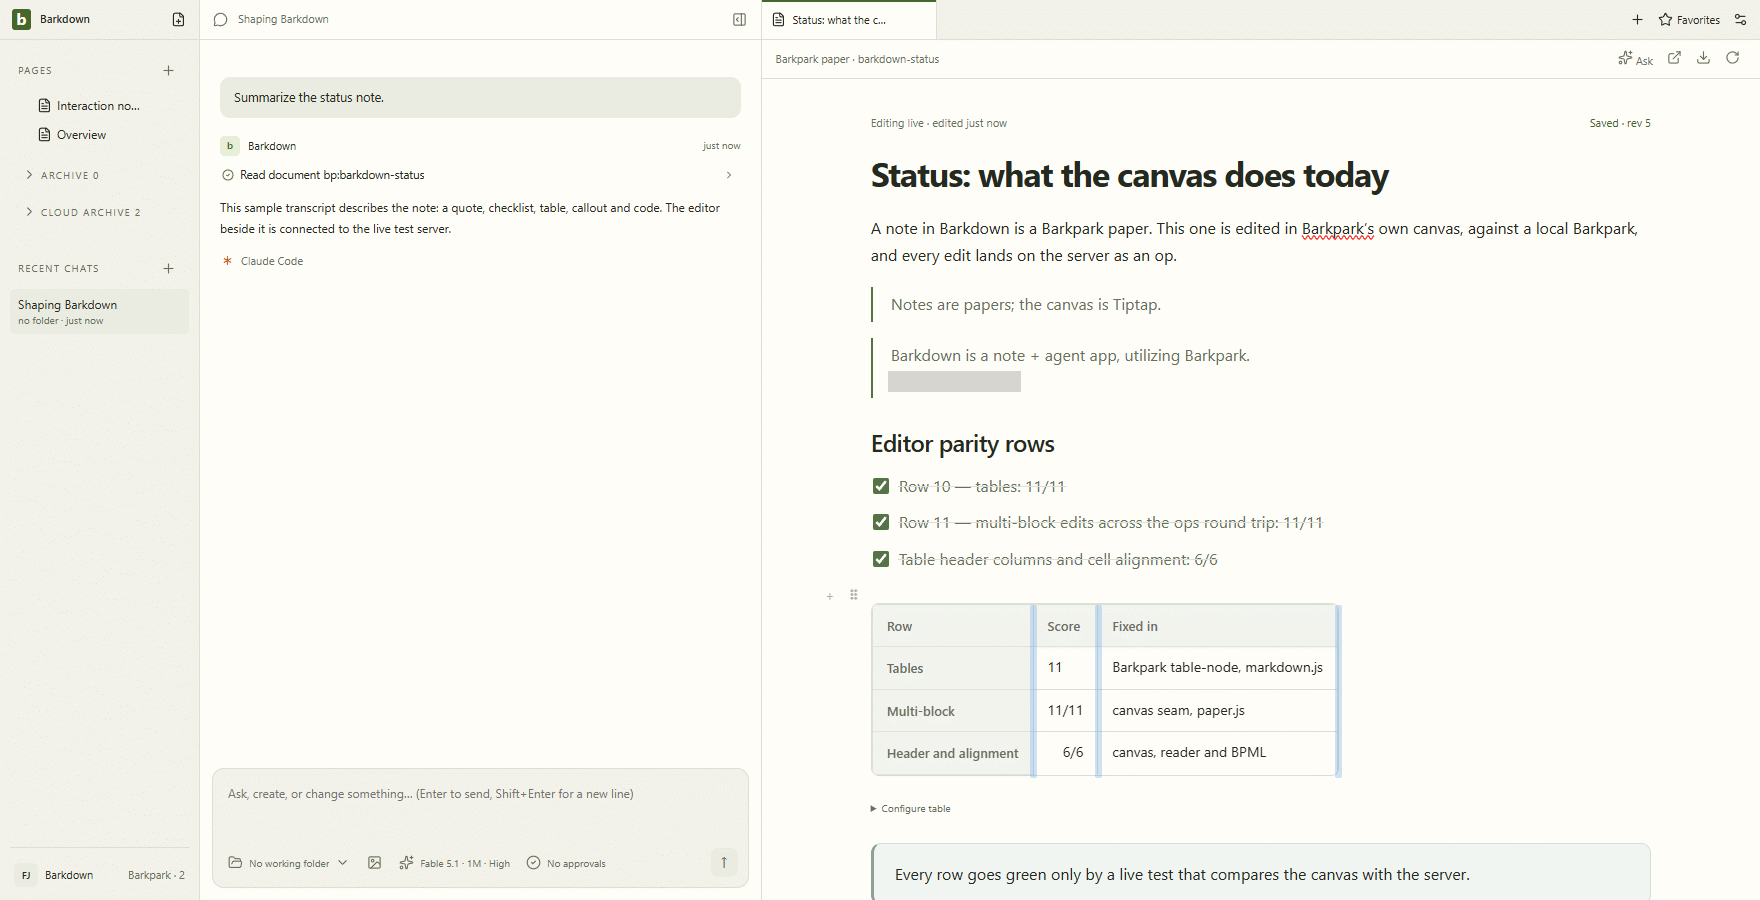 Barkdown
PAGES
Interaction no...
Overview
ARCHIVE 0
CLOUD ARCHIVE 2
RECENT CHATS
Shaping Barkdown
no folder · just now
FJ Barkdown
Barkpark · 2
Shaping Barkdown
Summarize the status note.
b Barkdown
just now
Read document bp:barkdown-status
This sample transcript describes the note: a quote, checklist, table, callout and code. The editor
beside it is connected to the live test server.
Claude Code
Ask, create, or change something... (Enter to send, Shift+Enter for a new line)
No working folder
Fable 5.1 · 1M · High
No approvals
Status: what the c...
Favorites
Barkpark paper · barkdown-status
Ask
Editing live · edited just now
Saved · rev 5
Status: what the canvas does today
A note in Barkdown is a Barkpark paper. This one is edited in Barkpark’s own canvas, against a local Barkpark,
and every edit lands on the server as an op.
Notes are papers; the canvas is Tiptap.
Barkdown is a note + agent app, utilizing Barkpark.
Editor parity rows
Row 10 — tables: 11/11
Row 11 — multi-block edits across the ops round trip: 11/11
Table header columns and cell alignment: 6/6
Row Score Fixed in
Tables 11 Barkpark table-node, markdown.js
Multi-block 11/11 canvas seam, paper.js
Header and alignment 6/6 canvas, reader and BPML
Configure table
Every row goes green only by a live test that compares the canvas with the server.